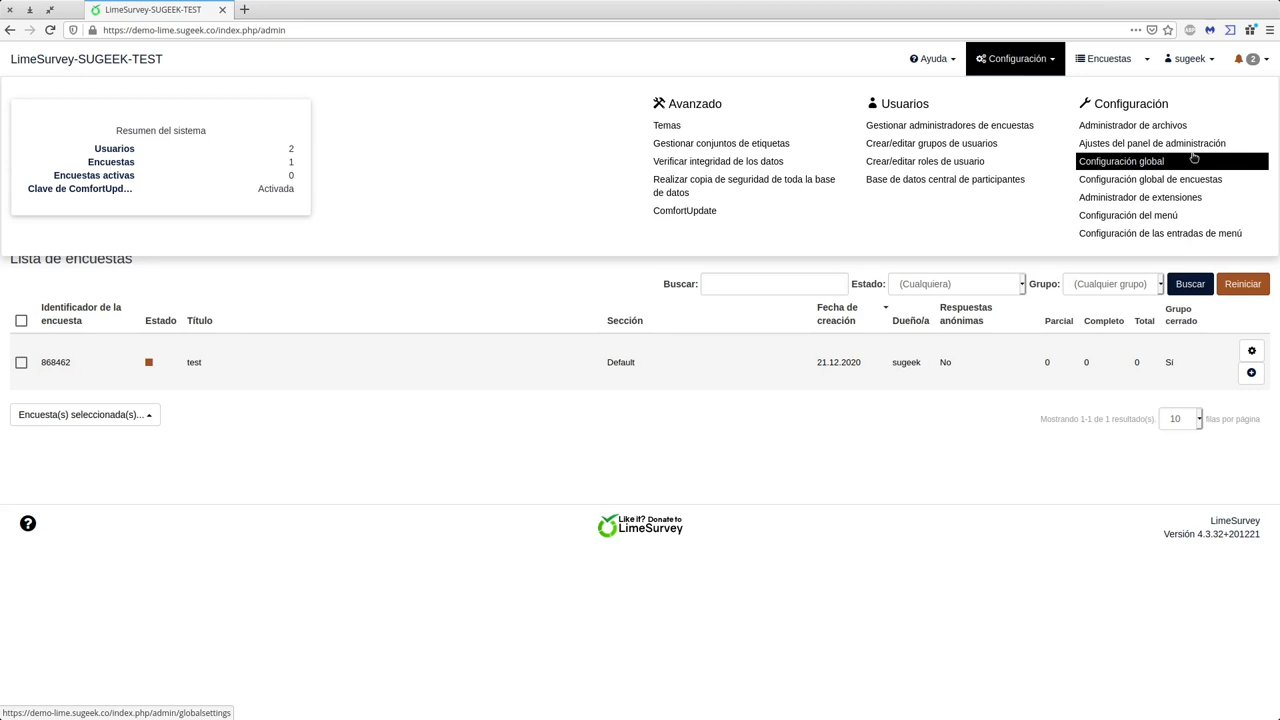 LimeSurvey-SUGEEK-TEST
https://demo-lime.sugeek.co/index.php/admin
LimeSurvey-SUGEEK-TEST
Ayuda
Configuración
Encuestas
sugeek
2
Resumen del sistema
Usuarios 2
Encuestas 1
Encuestas activas 0
Clave de ComfortUpd... Activada
Avanzado
Temas
Gestionar conjuntos de etiquetas
Verificar integridad de los datos
Realizar copia de seguridad de toda la base
de datos
ComfortUpdate
Usuarios
Gestionar administradores de encuestas
Crear/editar grupos de usuarios
Crear/editar roles de usuario
Base de datos central de participantes
Configuración
Administrador de archivos
Ajustes del panel de administración
Configuración global
Configuración global de encuestas
Administrador de extensiones
Configuración del menú
Configuración de las entradas de menú
Lista de encuestas
Buscar: Estado: (Cualquiera) Grupo: (Cualquier grupo) Buscar Reiniciar
Identificador de la
encuesta
Estado
Título
Sección
Fecha de
creación
Dueño/a
Respuestas
anónimas
Parcial
Completo
Total
Grupo
cerrado
868462 test Default 21.12.2020 sugeek No 0 0 0 Sí
Encuesta(s) seleccionada(s)...
Mostrando 1-1 de 1 resultado(s). 10 filas por página
Like it? Donate to
LimeSurvey
LimeSurvey
Versión 4.3.32+201221
https://demo-lime.sugeek.co/index.php/admin/globalsettings